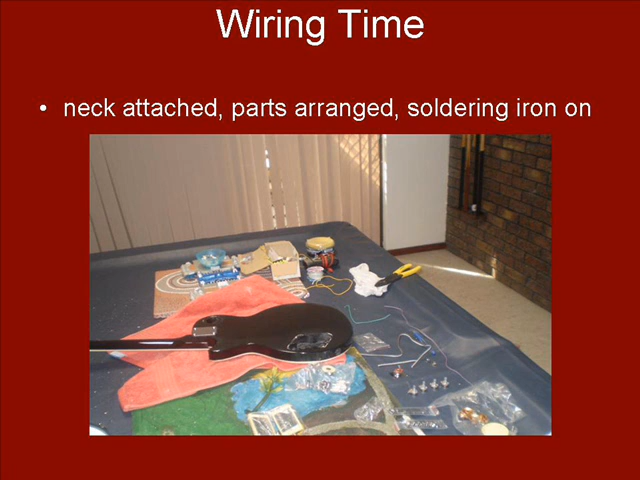 Wiring Time
• neck attached, parts arranged, soldering iron on